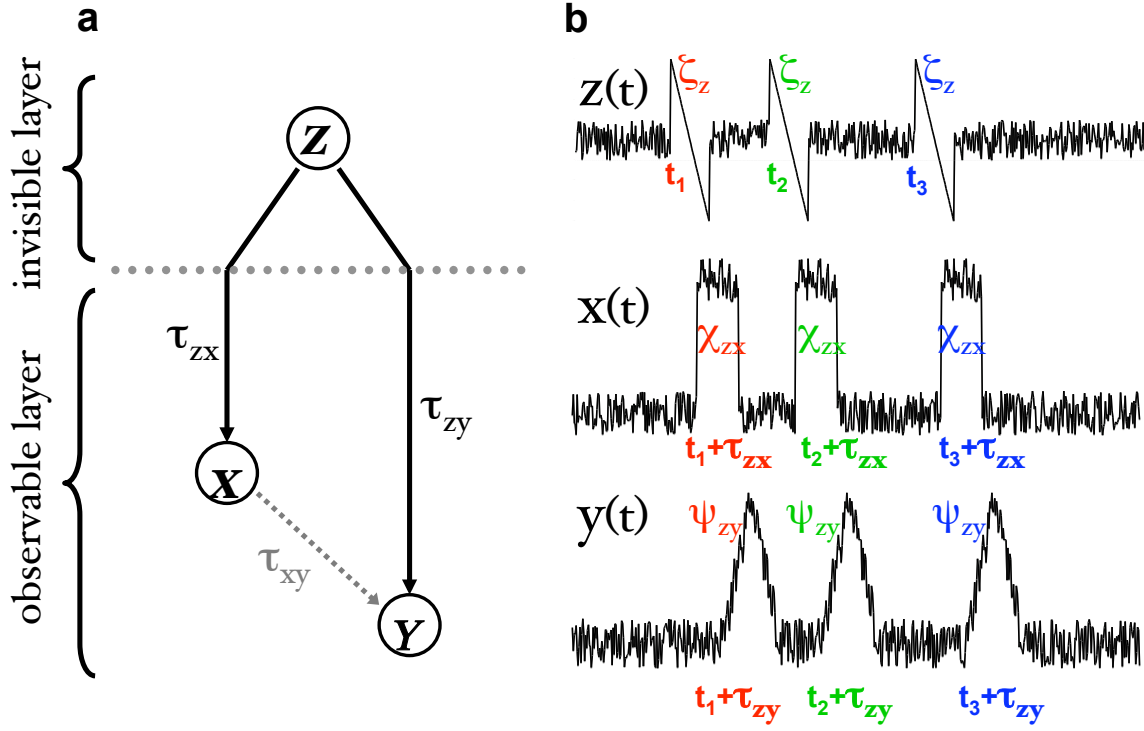 a
invisible layer
observable layer
Z
τzx
τzy
X
τxy
Y
b
z(t)
ζz ζz ζz
t1 t2 t3
x(t)
χzx χzx χzx
t1+τzx t2+τzx t3+τzx
y(t)
ψzy ψzy ψzy
t1+τzy t2+τzy t3+τzy